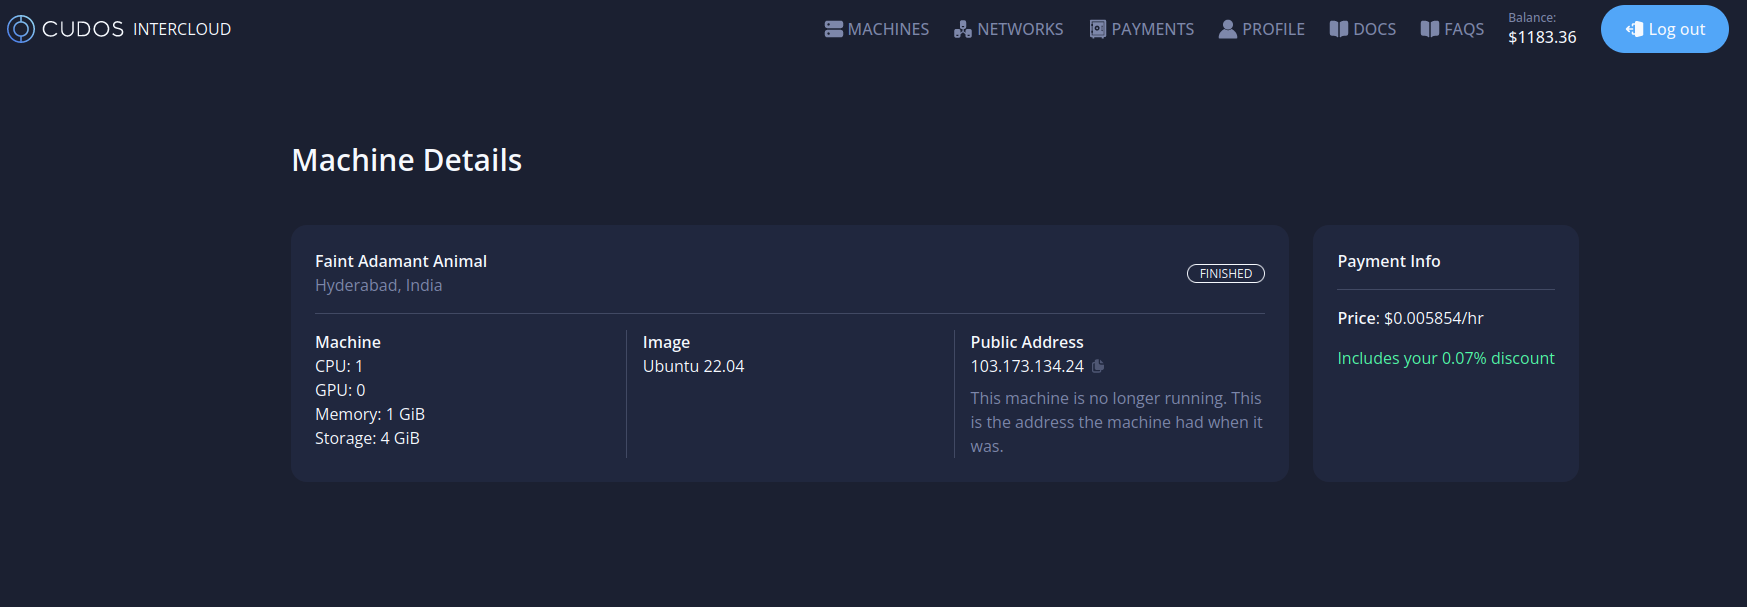 CUDOS INTERCLOUD
MACHINES NETWORKS PAYMENTS PROFILE DOCS FAQS
Balance:
$1183.36
Log out
Machine Details
Faint Adamant Animal
Hyderabad, India
FINISHED
Machine
CPU: 1
GPU: 0
Memory: 1 GiB
Storage: 4 GiB
Image
Ubuntu 22.04
Public Address
103.173.134.24
This machine is no longer running. This
is the address the machine had when it
was.
Payment Info
Price: $0.005854/hr
Includes your 0.07% discount